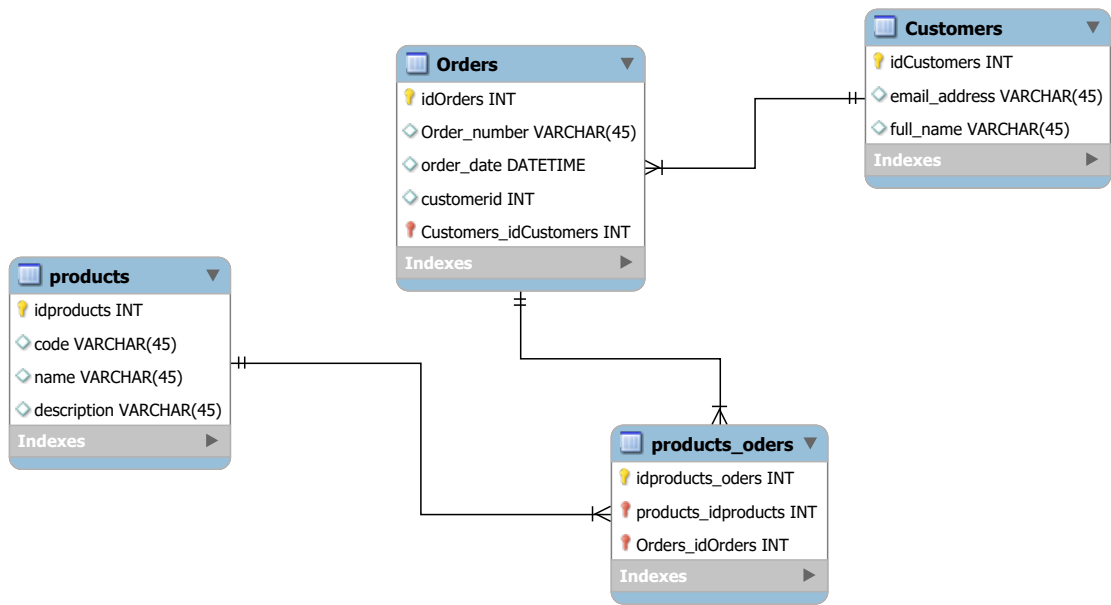 Customers
idCustomers INT
email_address VARCHAR(45)
full_name VARCHAR(45)
Indexes
Orders
idOrders INT
Order_number VARCHAR(45)
order_date DATETIME
customerid INT
Customers_idCustomers INT
Indexes
products
idproducts INT
code VARCHAR(45)
name VARCHAR(45)
description VARCHAR(45)
Indexes
products_oders
idproducts_oders INT
products_idproducts INT
Orders_idOrders INT
Indexes